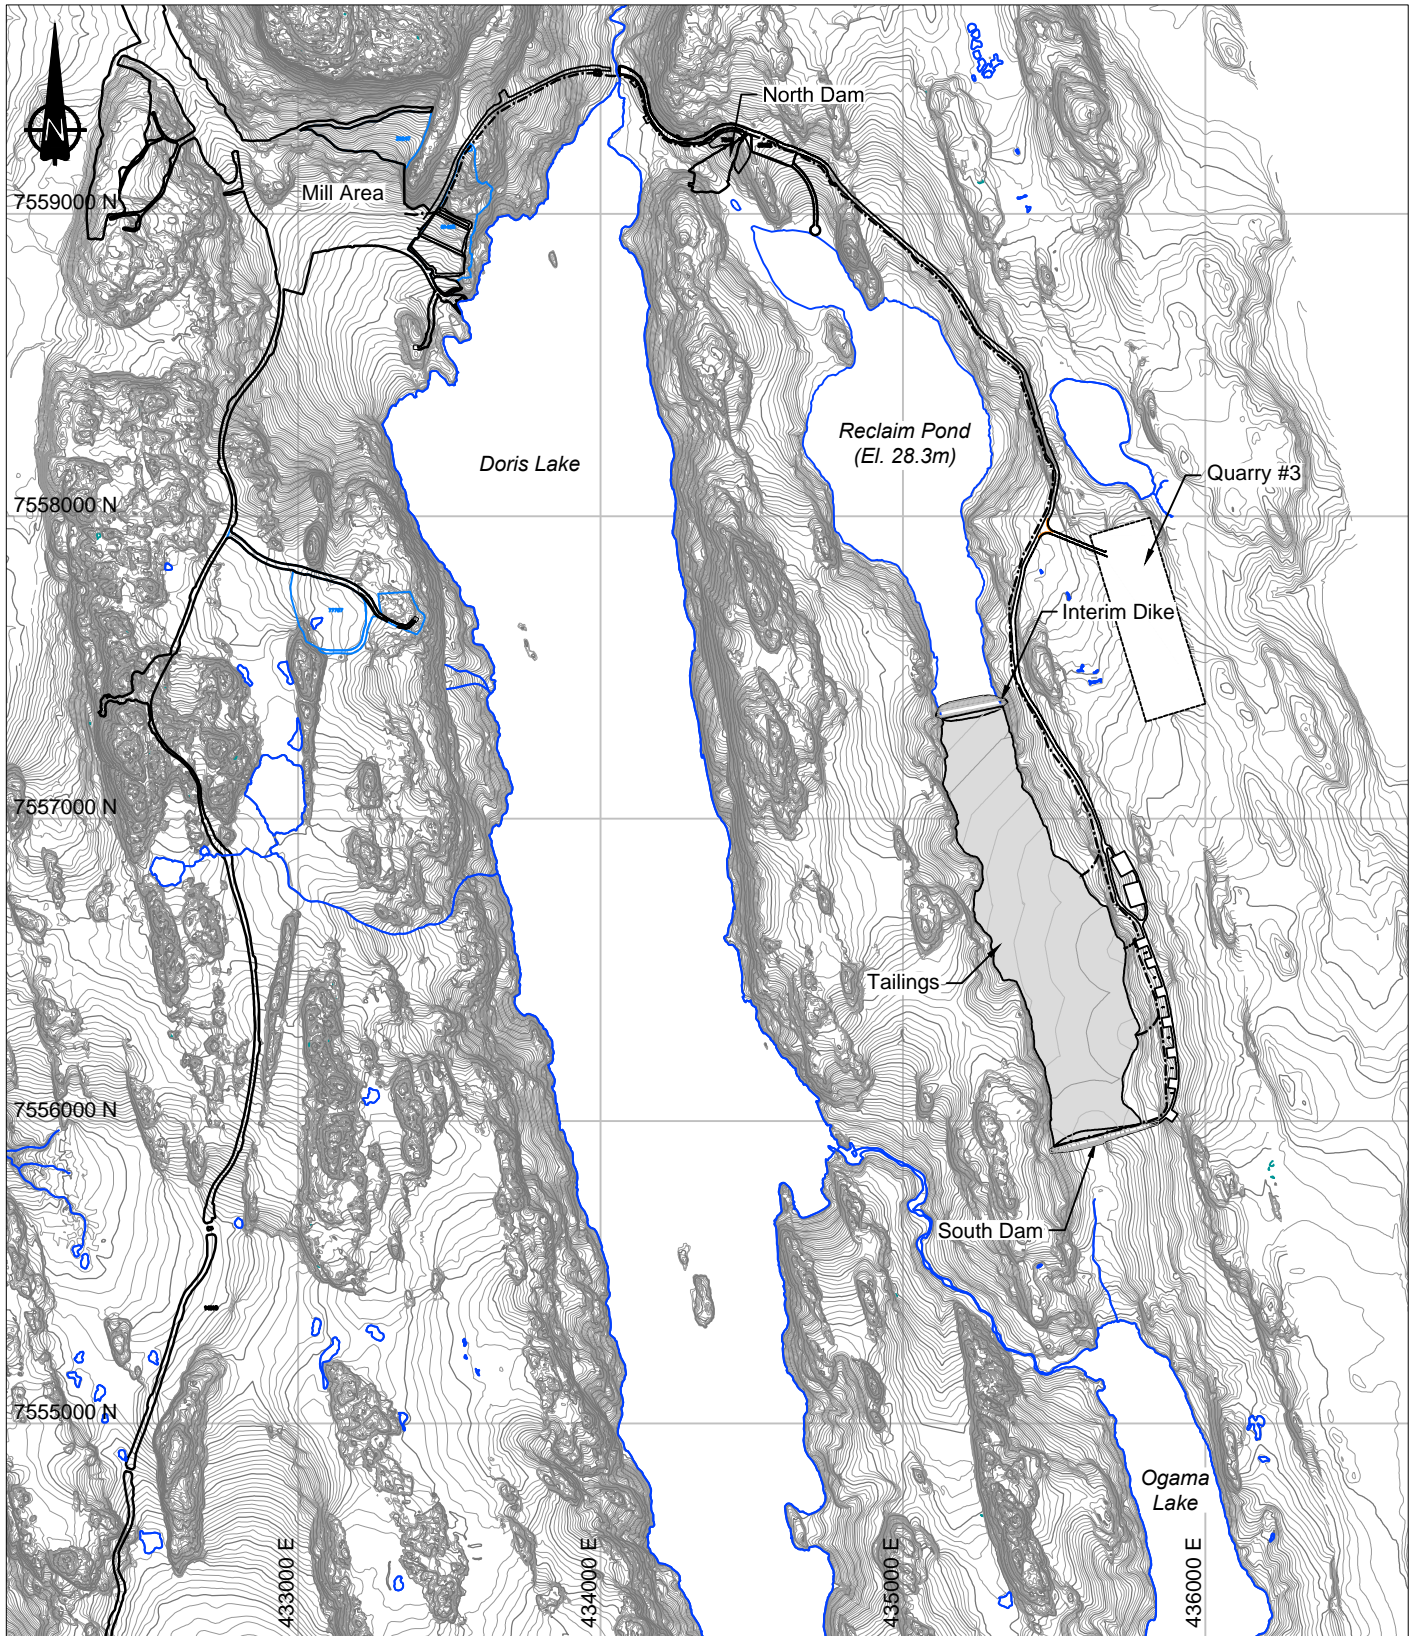 North Dam
N
Mill Area
7559000 N
Reclaim Pond
(El. 28.3m)
Doris Lake
Quarry #3
7558000 N
Interim Dike
7557000 N
Tailings
7556000 N
South Dam
7555000 N
Ogama
Lake
433000 E
434000 E
435000 E
436000 E